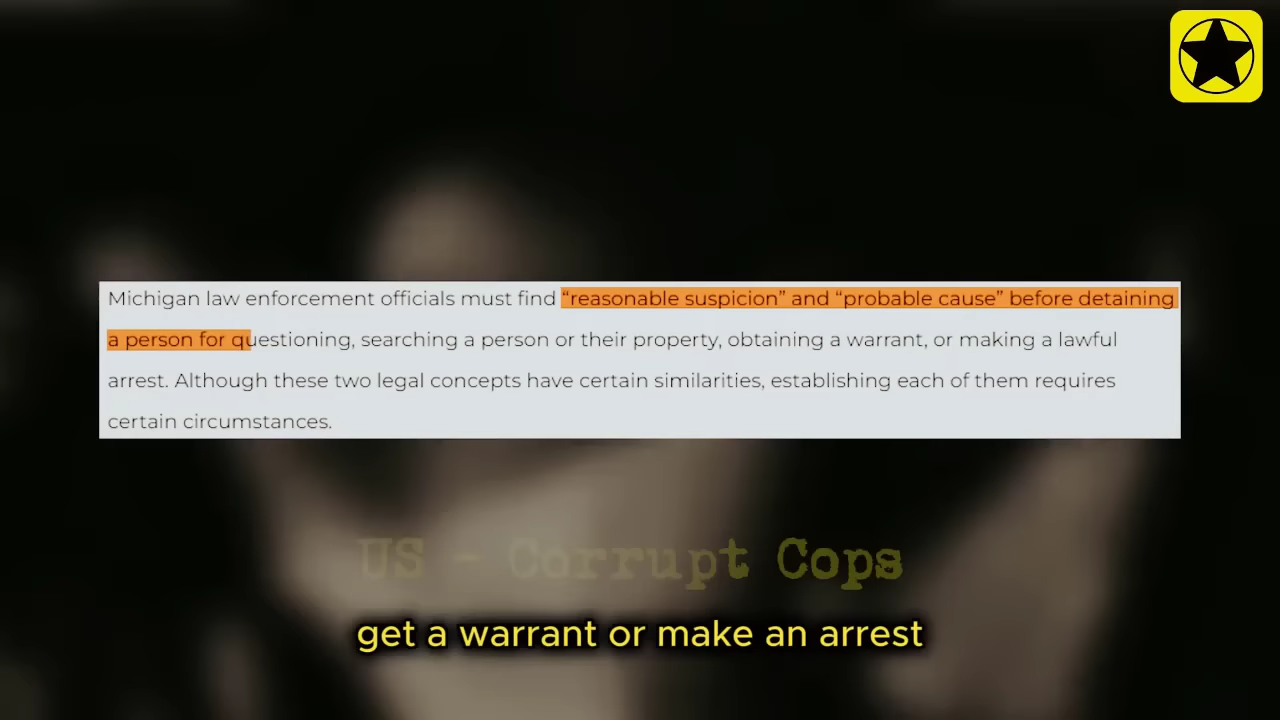 Michigan law enforcement officials must find “reasonable suspicion” and “probable cause” before detaining
a person for questioning, searching a person or their property, obtaining a warrant, or making a lawful
arrest. Although these two legal concepts have certain similarities, establishing each of them requires
certain circumstances.
US - Corrupt Cops
get a warrant or make an arrest